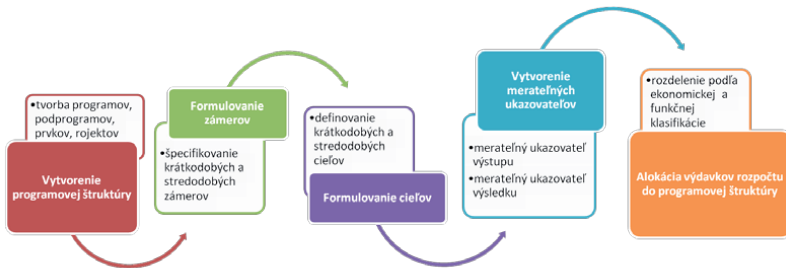 •tvorba programov,
podprogramov,
prvkov, rojektov
Vytvorenie
programovej štruktúry
Formulovanie
zámerov
•špecifikovanie
krátkodobých a
stredodobých
zámerov
•definovanie
krátkodobých a
stredodobých
cieľov
Formulovanie cieľov
Vytvorenie
merateľných
ukazovateľov
•merateľný ukazovateľ
výstupu
•merateľný ukazovateľ
výsledku
•rozdelenie podľa
ekonomickej a
funkčnej
klasifikácie
Alokácia výdavkov rozpočtu
do programovej štruktúry